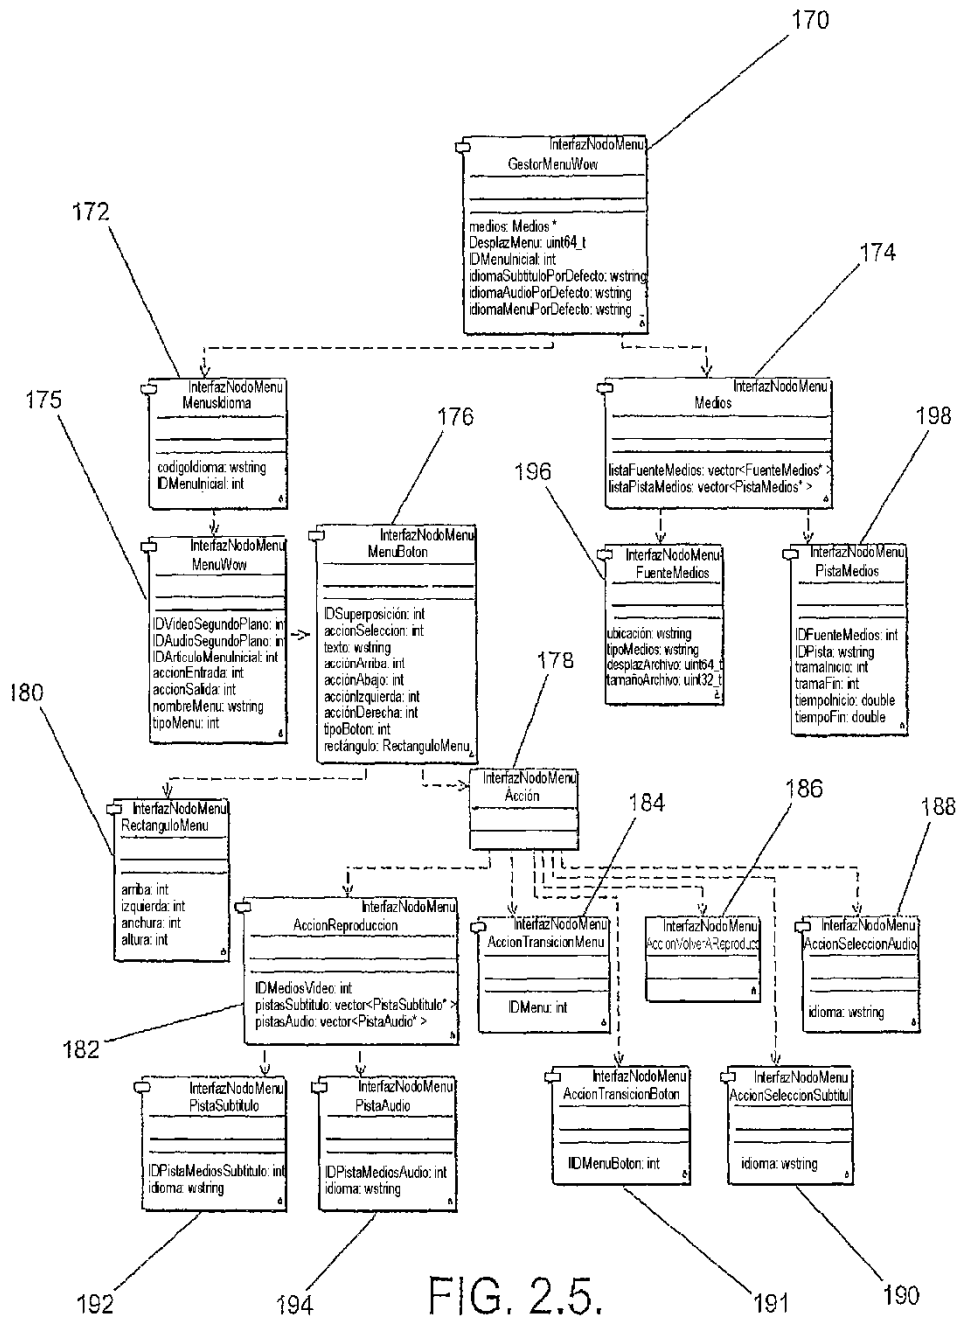 170
InterfazNodoMenu
GestorMenuWow
medios: Medios *
DesplazMenu: uint64_t
IDMenuInicial: int
idiomaSubtituloPorDefecto: wstring
idiomaAudioPorDefecto: wstring
idiomaMenuPorDefecto: wstring
172
174
InterfazNodoMenu
MenusIdioma
codigoIdioma: wstring
IDMenuInicial: int
InterfazNodoMenu
Medios
listaFuenteMedios: vector<FuenteMedios* >
listaPistaMedios: vector<PistaMedios* >
175
176
196
198
InterfazNodoMenu
MenuWow
IDVideoSegundoPlano: int
IDAudioSegundoPlano: int
IDArticuloMenuInicial: int
accionEntrada: int
accionSalida: int
nombreMenu: wstring
tipoMenu: int
InterfazNodoMenu
MenuBoton
IDSuperposición: int
accionSeleccion: int
texto: wstring
acciónArriba: int
acciónAbajo: int
acciónIzquierda: int
acciónDerecha: int
tipoBoton: int
rectángulo: RectanguloMenu
InterfazNodoMenu
FuenteMedios
ubicación: wstring
tipoMedios: wstring
desplazArchivo: uint64_t
tamañoArchivo: uint32_t
InterfazNodoMenu
PistaMedios
IDFuenteMedios: int
IDPista: wstring
tramaInicio: int
tramaFin: int
tiempoInicio: double
tiempoFin: double
178
180
InterfazNodoMenu
Acción
184
186
188
InterfazNodoMenu
RectanguloMenu
arriba: int
izquierda: int
anchura: int
altura: int
InterfazNodoMenu
AccionReproduccion
IDMediosVideo: int
pistasSubtitulo: vector<PistaSubtitulo* >
pistasAudio: vector<PistaAudio* >
InterfazNodoMenu
AccionTransicionMenu
IDMenu: int
InterfazNodoMenu
AccionVolverAReproducc
InterfazNodoMenu
AccionSeleccionAudio
idioma: wstring
182
InterfazNodoMenu
PistaSubtitulo
IDPistaMediosSubtitulo: int
idioma: wstring
InterfazNodoMenu
PistaAudio
IDPistaMediosAudio: int
idioma: wstring
InterfazNodoMenu
AccionTransicionBoton
IIDMenuBoton: int
InterfazNodoMenu
AccionSeleccionSubtitul
idioma: wstring
192
194
191
190
FIG. 2.5.